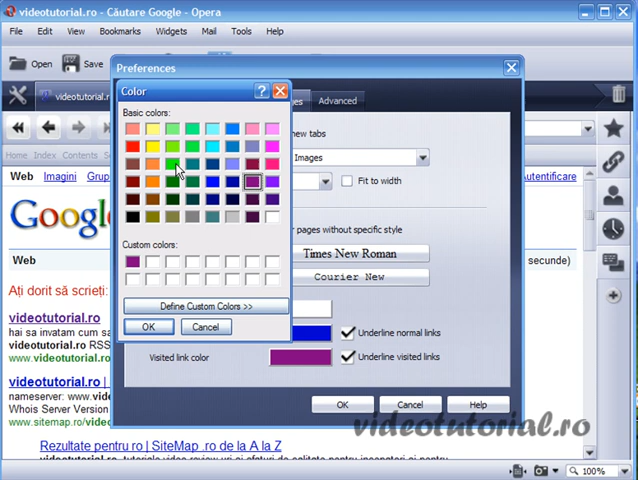 videotutorial.ro - Căutare Google - Opera
File Edit View Bookmarks Widgets Mail Tools Help
Open Save
videotutorial.ro
Preferences
Advanced
Color
Basic colors:
Custom colors:
Define Custom Colors >>
OK Cancel
new tabs
Images
Fit to width
pages without specific style
Times New Roman
Courier New
Underline normal links
Visited link color Underline visited links
OK Cancel Help
Home Index Contents
Web Imagini Autentificare
Google
Web
secunde)
Ați dorit să scrieți:
videotutorial.ro
hai sa invatam cum sa
videotutorial.ro RSS
www.videotutorial.
videotutorial.ro |
nameserver: www.
Whois Server Version
www.sitemap.ro/
Rezultate pentru ro | SiteMap .ro de la A la Z
videotutorial.ro
100%